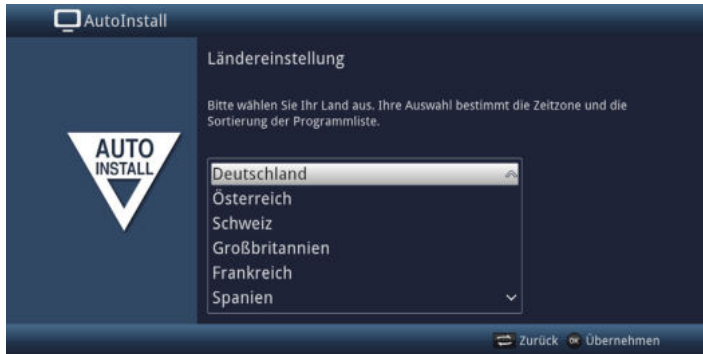 AutoInstall
Ländereinstellung
Bitte wählen Sie Ihr Land aus. Ihre Auswahl bestimmt die Zeitzone und die
Sortierung der Programmliste.
AUTO
INSTALL
Deutschland
Österreich
Schweiz
Großbritannien
Frankreich
Spanien
Zurück OK Übernehmen